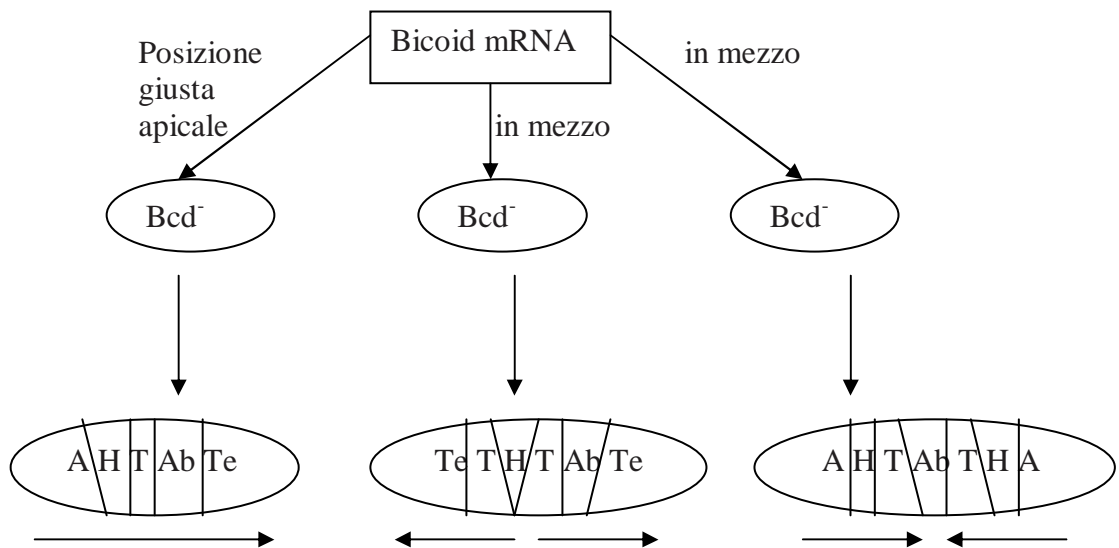 Bicoid mRNA
Posizione
giusta
apicale
in mezzo
in mezzo
Bcd⁻
Bcd⁻
Bcd⁻
A H T Ab Te
Te T H T Ab Te
A H T Ab T H A